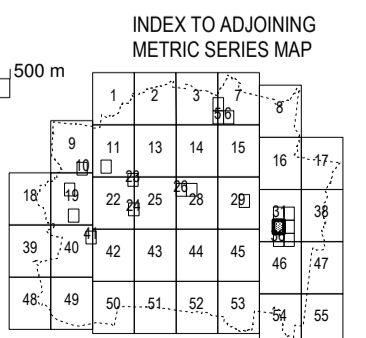 INDEX TO ADJOINING
METRIC SERIES MAP
500 m
1 2 3 7
5 6 8
9 11 13 14 15
10 16 17
18 19 22 23 25 26 28 29 31 38
24
39 40 41 42 43 44 45 46 47
48 49 50 51 52 53 54 55